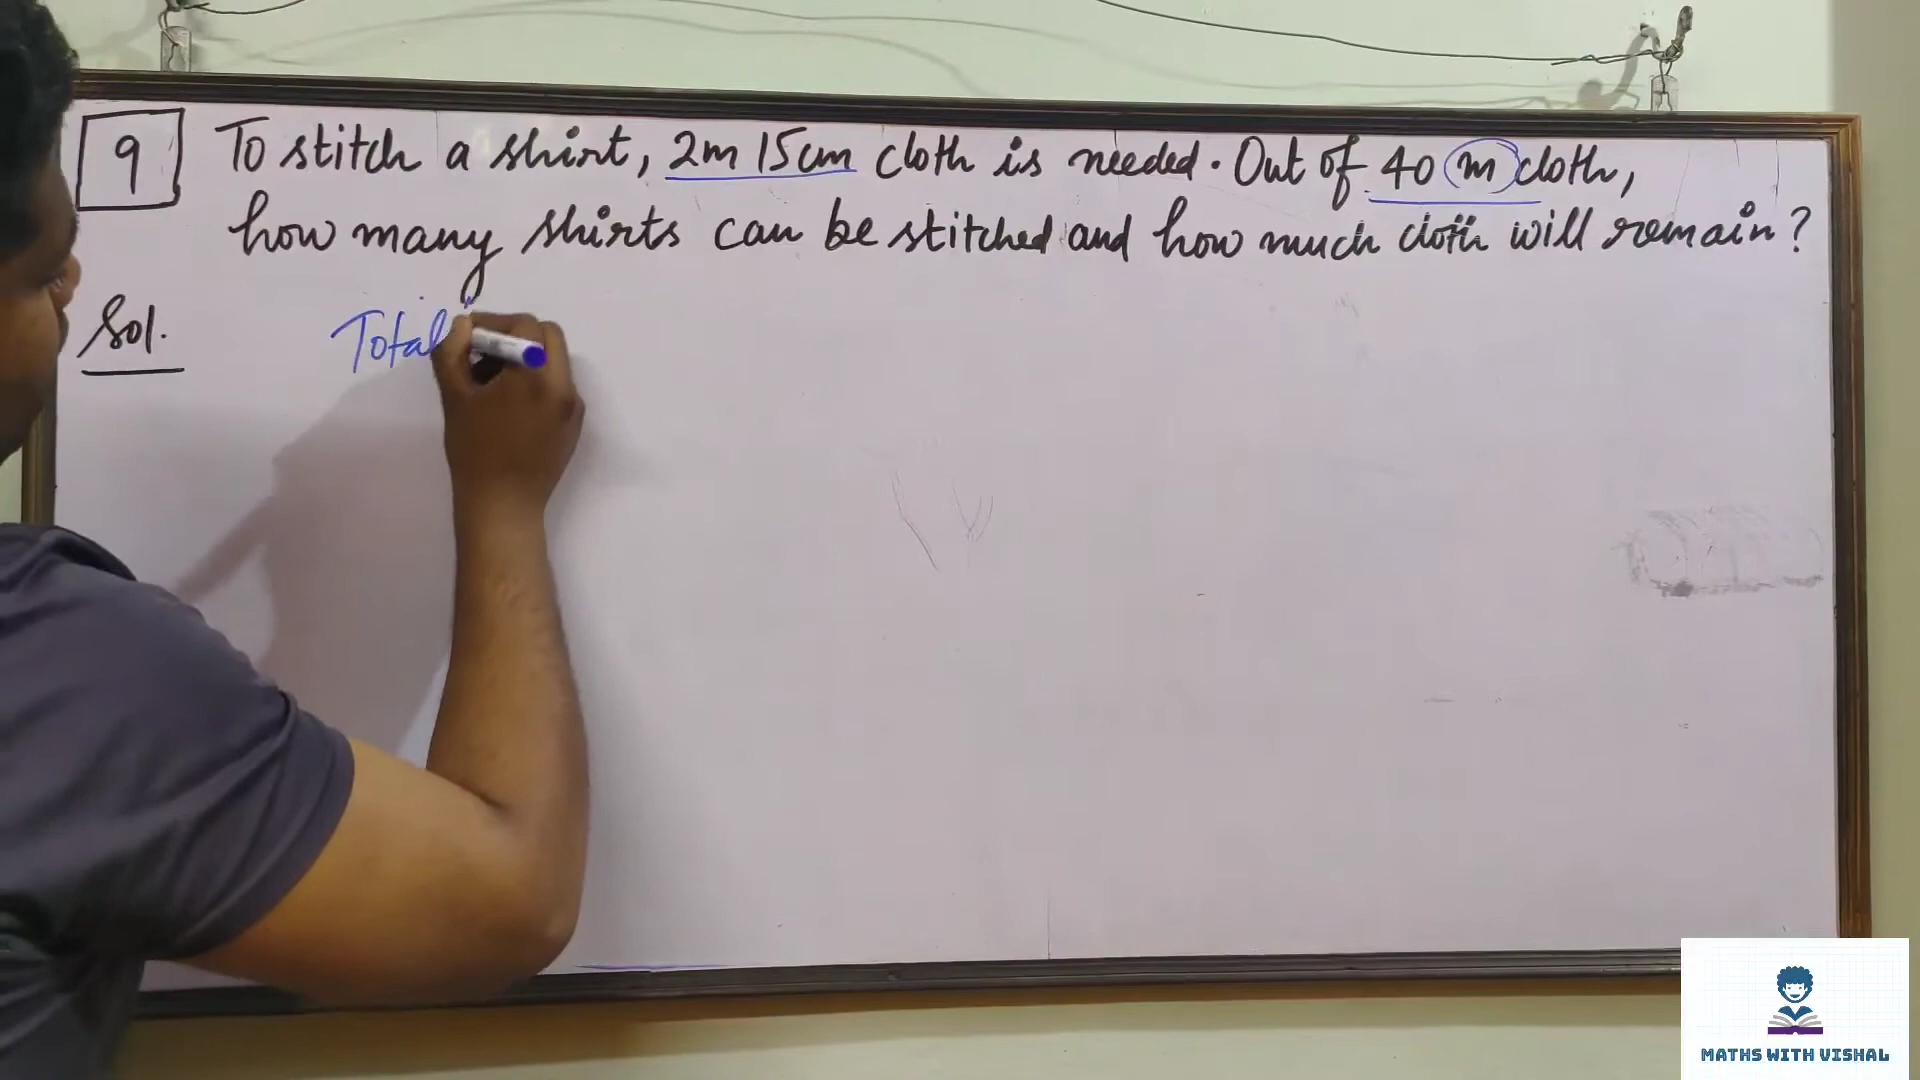 9 To stitch a shirt, 2m 15cm cloth is needed. Out of 40 m cloth,
how many shirts can be stitched and how much cloth will remain?
Sol. Total
MATHS WITH VISHAL